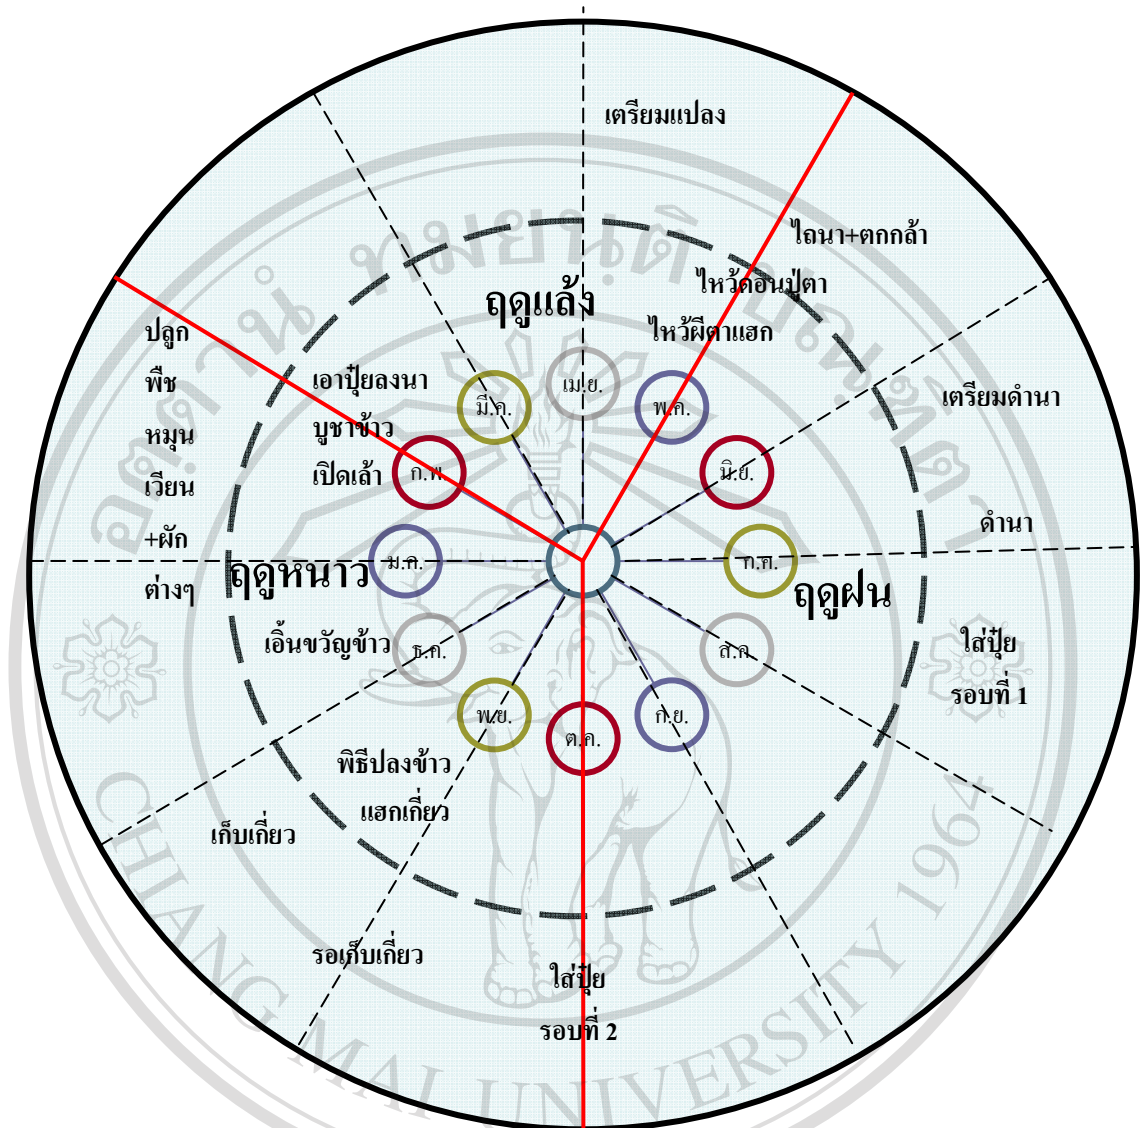 เตรียมแปลง
ไถนา+ตกกล้า
ไหว้ดอนปู่ตา
ไหว้ผีตาแฮก
ฤดูแล้ง
ปลูก
พืช
หมุน
เวียน
+ผัก
ต่างๆ
เอาปุ๋ยลงนา
บูชาข้าว
เปิดเล้า
มี.ค.
เม.ย.
พ.ค.
มิ.ย.
ก.ค.
ส.ค.
ก.ย.
ต.ค.
พ.ย.
ธ.ค.
ม.ค.
ก.พ.
เตรียมดำนา
ดำนา
ฤดูหนาว
ฤดูฝน
เอิ้นขวัญข้าว
ใส่ปุ๋ย
รอบที่ 1
พิธีปลงข้าว
แฮกเกี่ยว
เก็บเกี่ยว
รอเก็บเกี่ยว
ใส่ปุ๋ย
รอบที่ 2
CHIANG MAI UNIVERSITY 1964